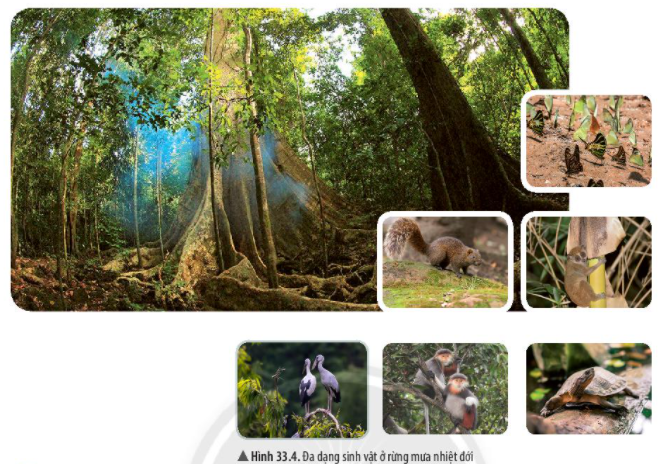 ▲ Hình 33.4. Đa dạng sinh vật ở rừng mưa nhiệt đới